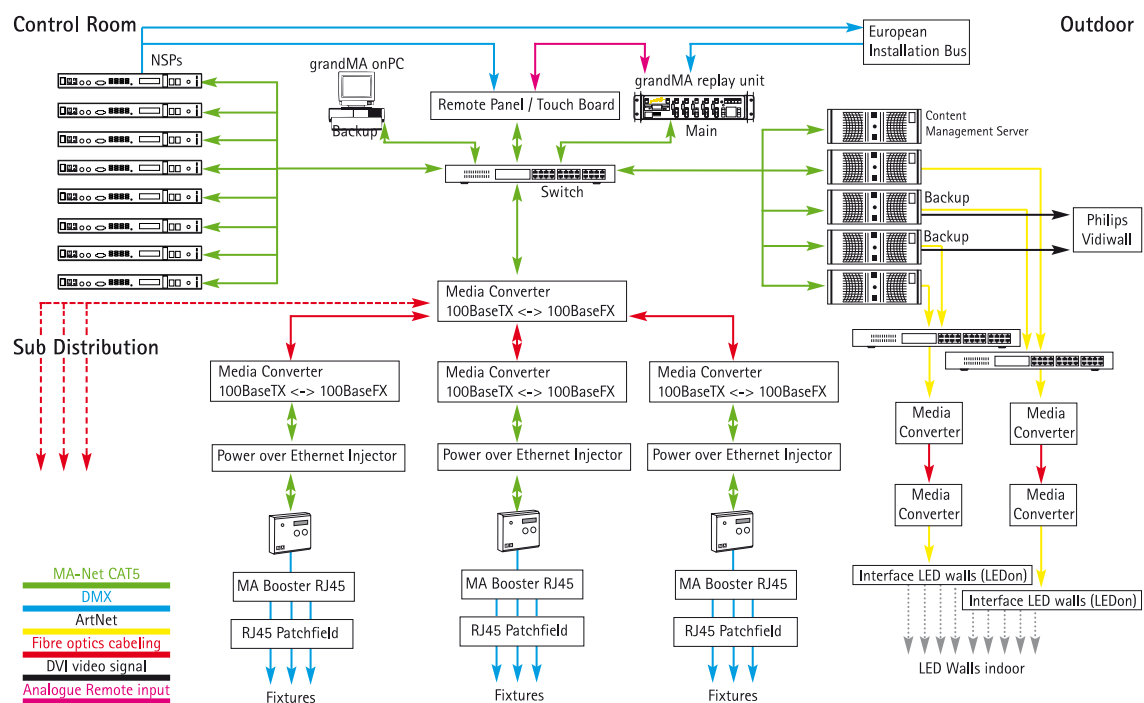 Control Room
Outdoor
European
Installation Bus
NSPs
grandMA onPC
grandMA replay unit
Remote Panel / Touch Board
Backup
Main
Content
Management Server
Switch
Backup
Backup
Philips
Vidiwall
Media Converter
100BaseTX <-> 100BaseFX
Sub Distribution
Media Converter
100BaseTX <-> 100BaseFX
Media Converter
100BaseTX <-> 100BaseFX
Media Converter
100BaseTX <-> 100BaseFX
Media
Converter
Media
Converter
Power over Ethernet Injector
Power over Ethernet Injector
Power over Ethernet Injector
Media
Converter
Media
Converter
MA Booster RJ45
MA Booster RJ45
MA Booster RJ45
Interface LED walls (LEDon)
Interface LED walls (LEDon)
RJ45 Patchfield
RJ45 Patchfield
RJ45 Patchfield
LED Walls indoor
Fixtures
Fixtures
Fixtures
MA-Net CAT5
DMX
ArtNet
Fibre optics cabeling
DVI video signal
Analogue Remote input